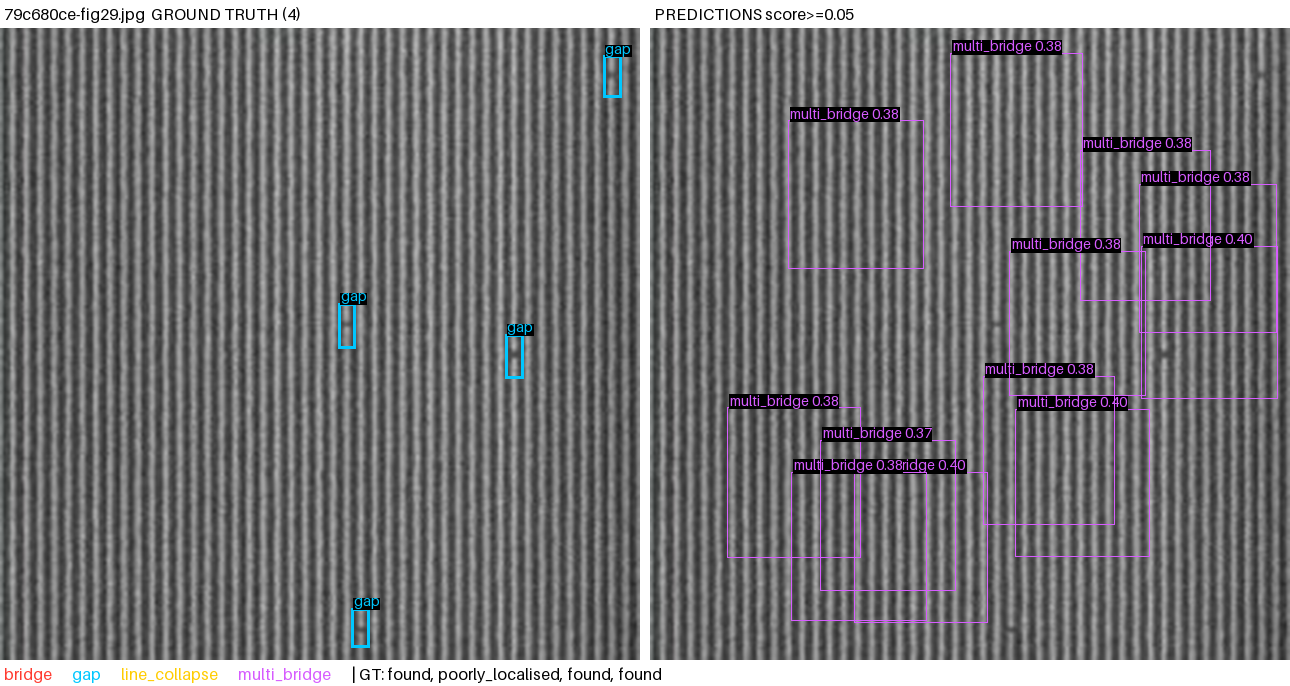 79c680ce-fig29.jpg GROUND TRUTH (4)
PREDICTIONS score>=0.05
gap
gap
gap
gap
multi_bridge 0.38
multi_bridge 0.38
multi_bridge 0.38
multi_bridge 0.38
multi_bridge 0.40
multi_bridge 0.38
multi_bridge 0.38
multi_bridge 0.40
multi_bridge 0.38
multi_bridge 0.37
multi_bridge 0.38
ridge 0.40
bridge gap line_collapse multi_bridge | GT: found, poorly_localised, found, found